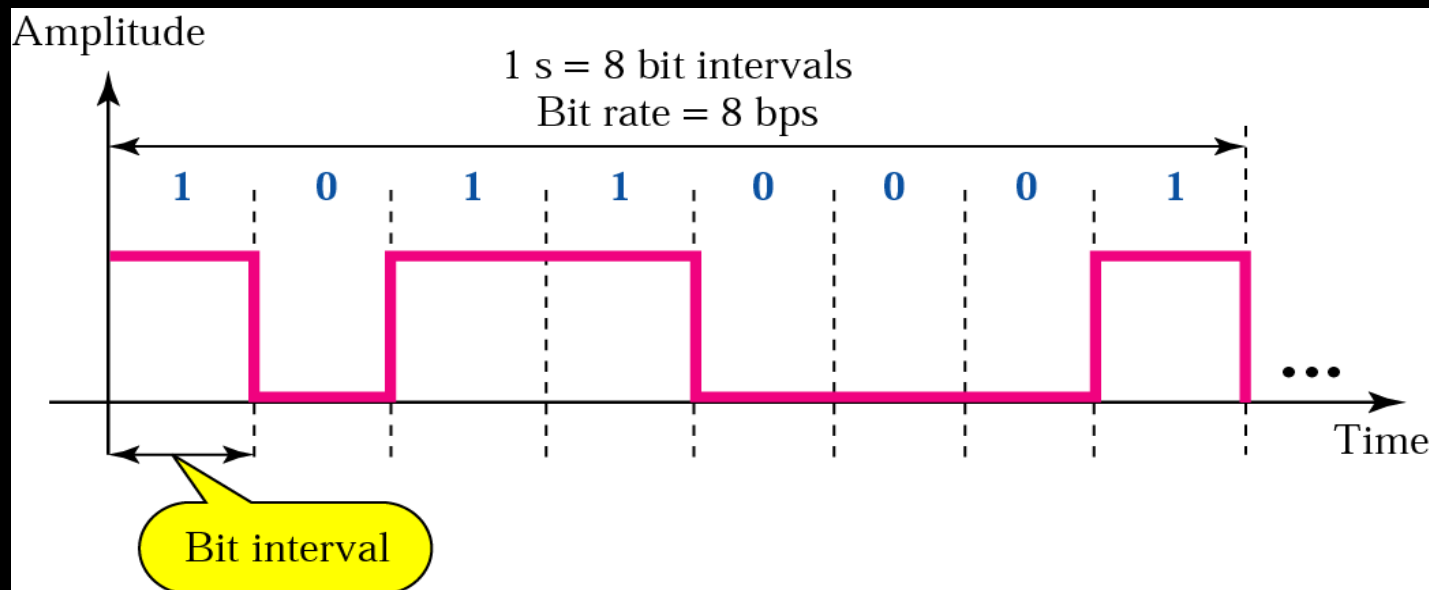 Amplitude
1 s = 8 bit intervals
Bit rate = 8 bps
1 0 1 1 0 0 0 1
...
Time
Bit interval